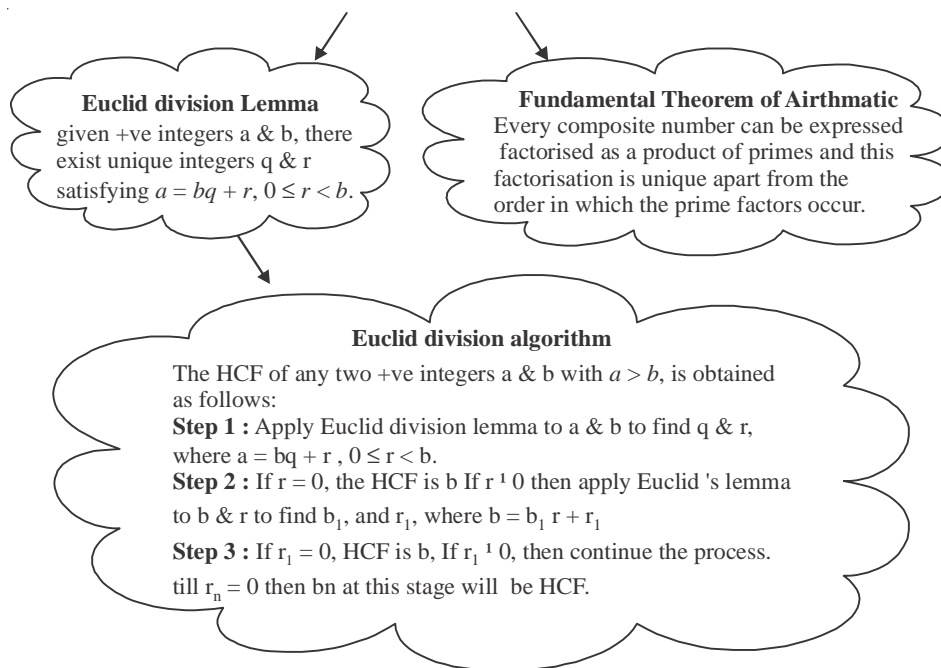 Euclid division Lemma
given +ve integers a & b, there
exist unique integers q & r
satisfying a = bq + r, 0 ≤ r < b.
Fundamental Theorem of Airthmatic
Every composite number can be expressed
factorised as a product of primes and this
factorisation is unique apart from the
order in which the prime factors occur.
Euclid division algorithm
The HCF of any two +ve integers a & b with a > b, is obtained
as follows:
Step 1 : Apply Euclid division lemma to a & b to find q & r,
where a = bq + r , 0 ≤ r < b.
Step 2 : If r = 0, the HCF is b If r ¹ 0 then apply Euclid 's lemma
to b & r to find b₁, and r₁, where b = b₁ r + r₁
Step 3 : If r₁ = 0, HCF is b, If r₁ ¹ 0, then continue the process.
till rₙ = 0 then bn at this stage will be HCF.